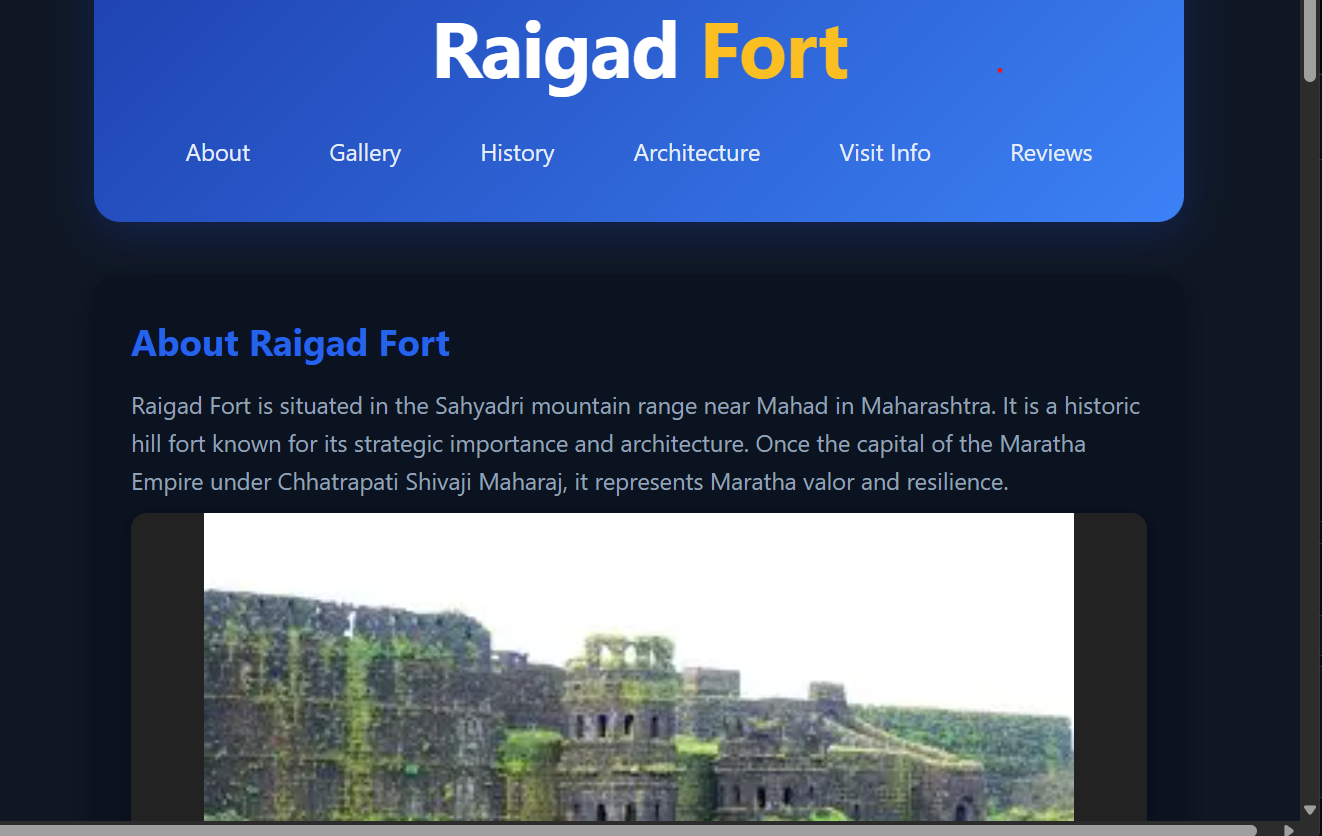 Raigad Fort
About Gallery History Architecture Visit Info Reviews
About Raigad Fort
Raigad Fort is situated in the Sahyadri mountain range near Mahad in Maharashtra. It is a historic
hill fort known for its strategic importance and architecture. Once the capital of the Maratha
Empire under Chhatrapati Shivaji Maharaj, it represents Maratha valor and resilience.